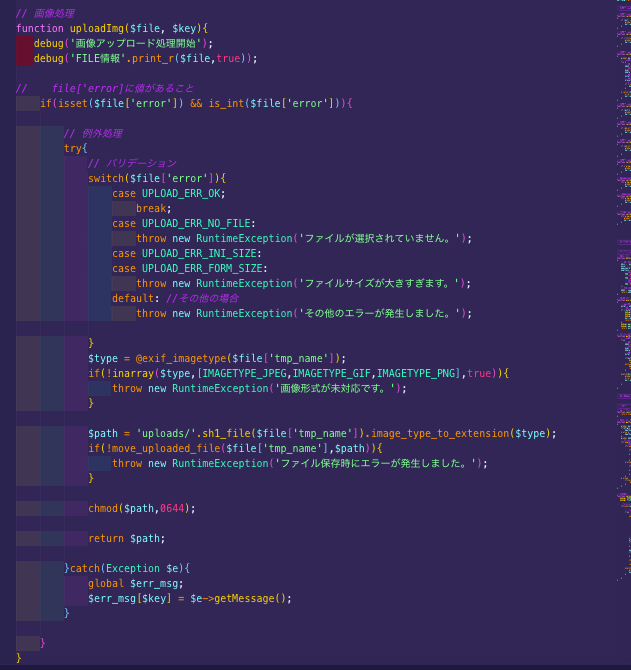 // 画像処理
function uploadImg($file, $key){
debug('画像アップロード処理開始');
debug('FILE情報'.print_r($file,true));
// file['error]に値があること
if(isset($file['error']) && is_int($file['error'])){
// 例外処理
try{
// バリデーション
switch($file['error']){
case UPLOAD_ERR_OK;
break;
case UPLOAD_ERR_NO_FILE:
throw new RuntimeException('ファイルが選択されていません。');
case UPLOAD_ERR_INI_SIZE:
case UPLOAD_ERR_FORM_SIZE:
throw new RuntimeException('ファイルサイズが大きすぎます。');
default: //その他の場合
throw new RuntimeException('その他のエラーが発生しました。');
}
$type = @exif_imagetype($file['tmp_name']);
if(!inarray($type,[IMAGETYPE_JPEG,IMAGETYPE_GIF,IMAGETYPE_PNG],true)){
throw new RuntimeException('画像形式が未対応です。');
}
$path = 'uploads/'.sh1_file($file['tmp_name']).image_type_to_extension($type);
if(!move_uploaded_file($file['tmp_name'],$path)){
throw new RuntimeException('ファイル保存時にエラーが発生しました。');
}
chmod($path,0644);
return $path;
}catch(Exception $e){
global $err_msg;
$err_msg[$key] = $e->getMessage();
}
}
}